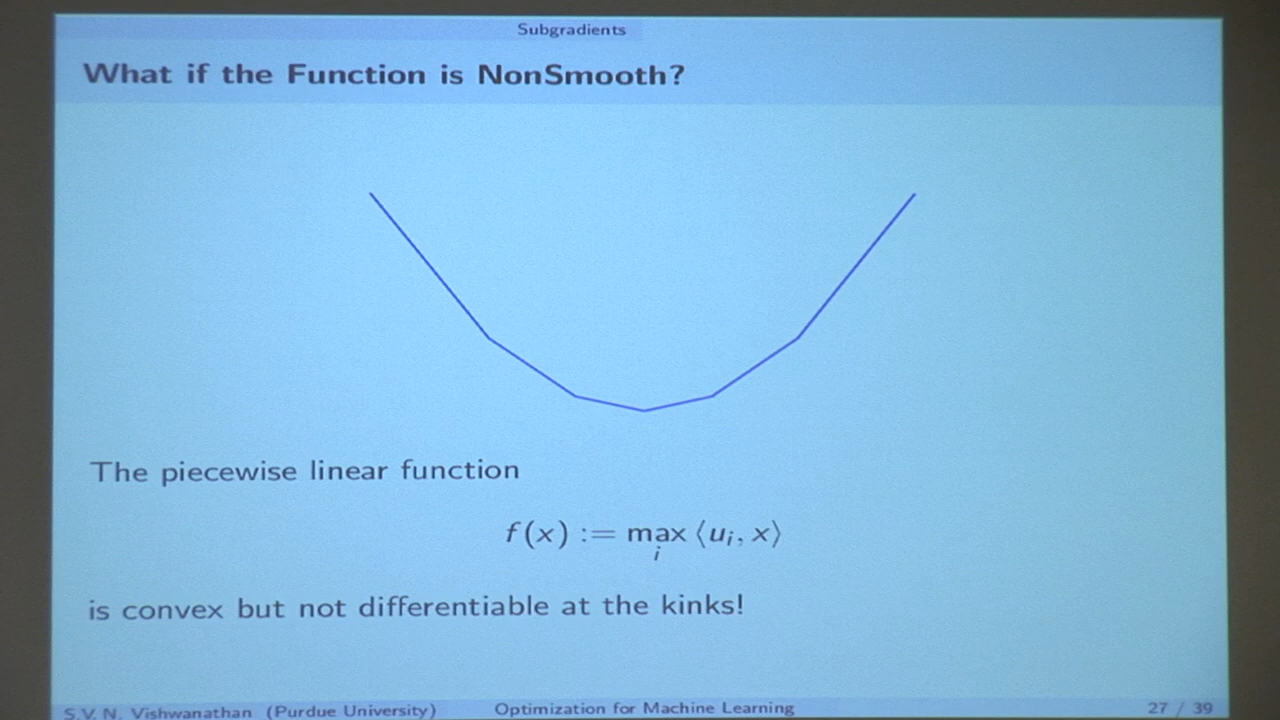 Subgradients
What if the Function is NonSmooth?
The piecewise linear function
f(x) := max_i ⟨u_i, x⟩
is convex but not differentiable at the kinks!
S.V. N. Vishwanathan (Purdue University) Optimization for Machine Learning 27 / 39